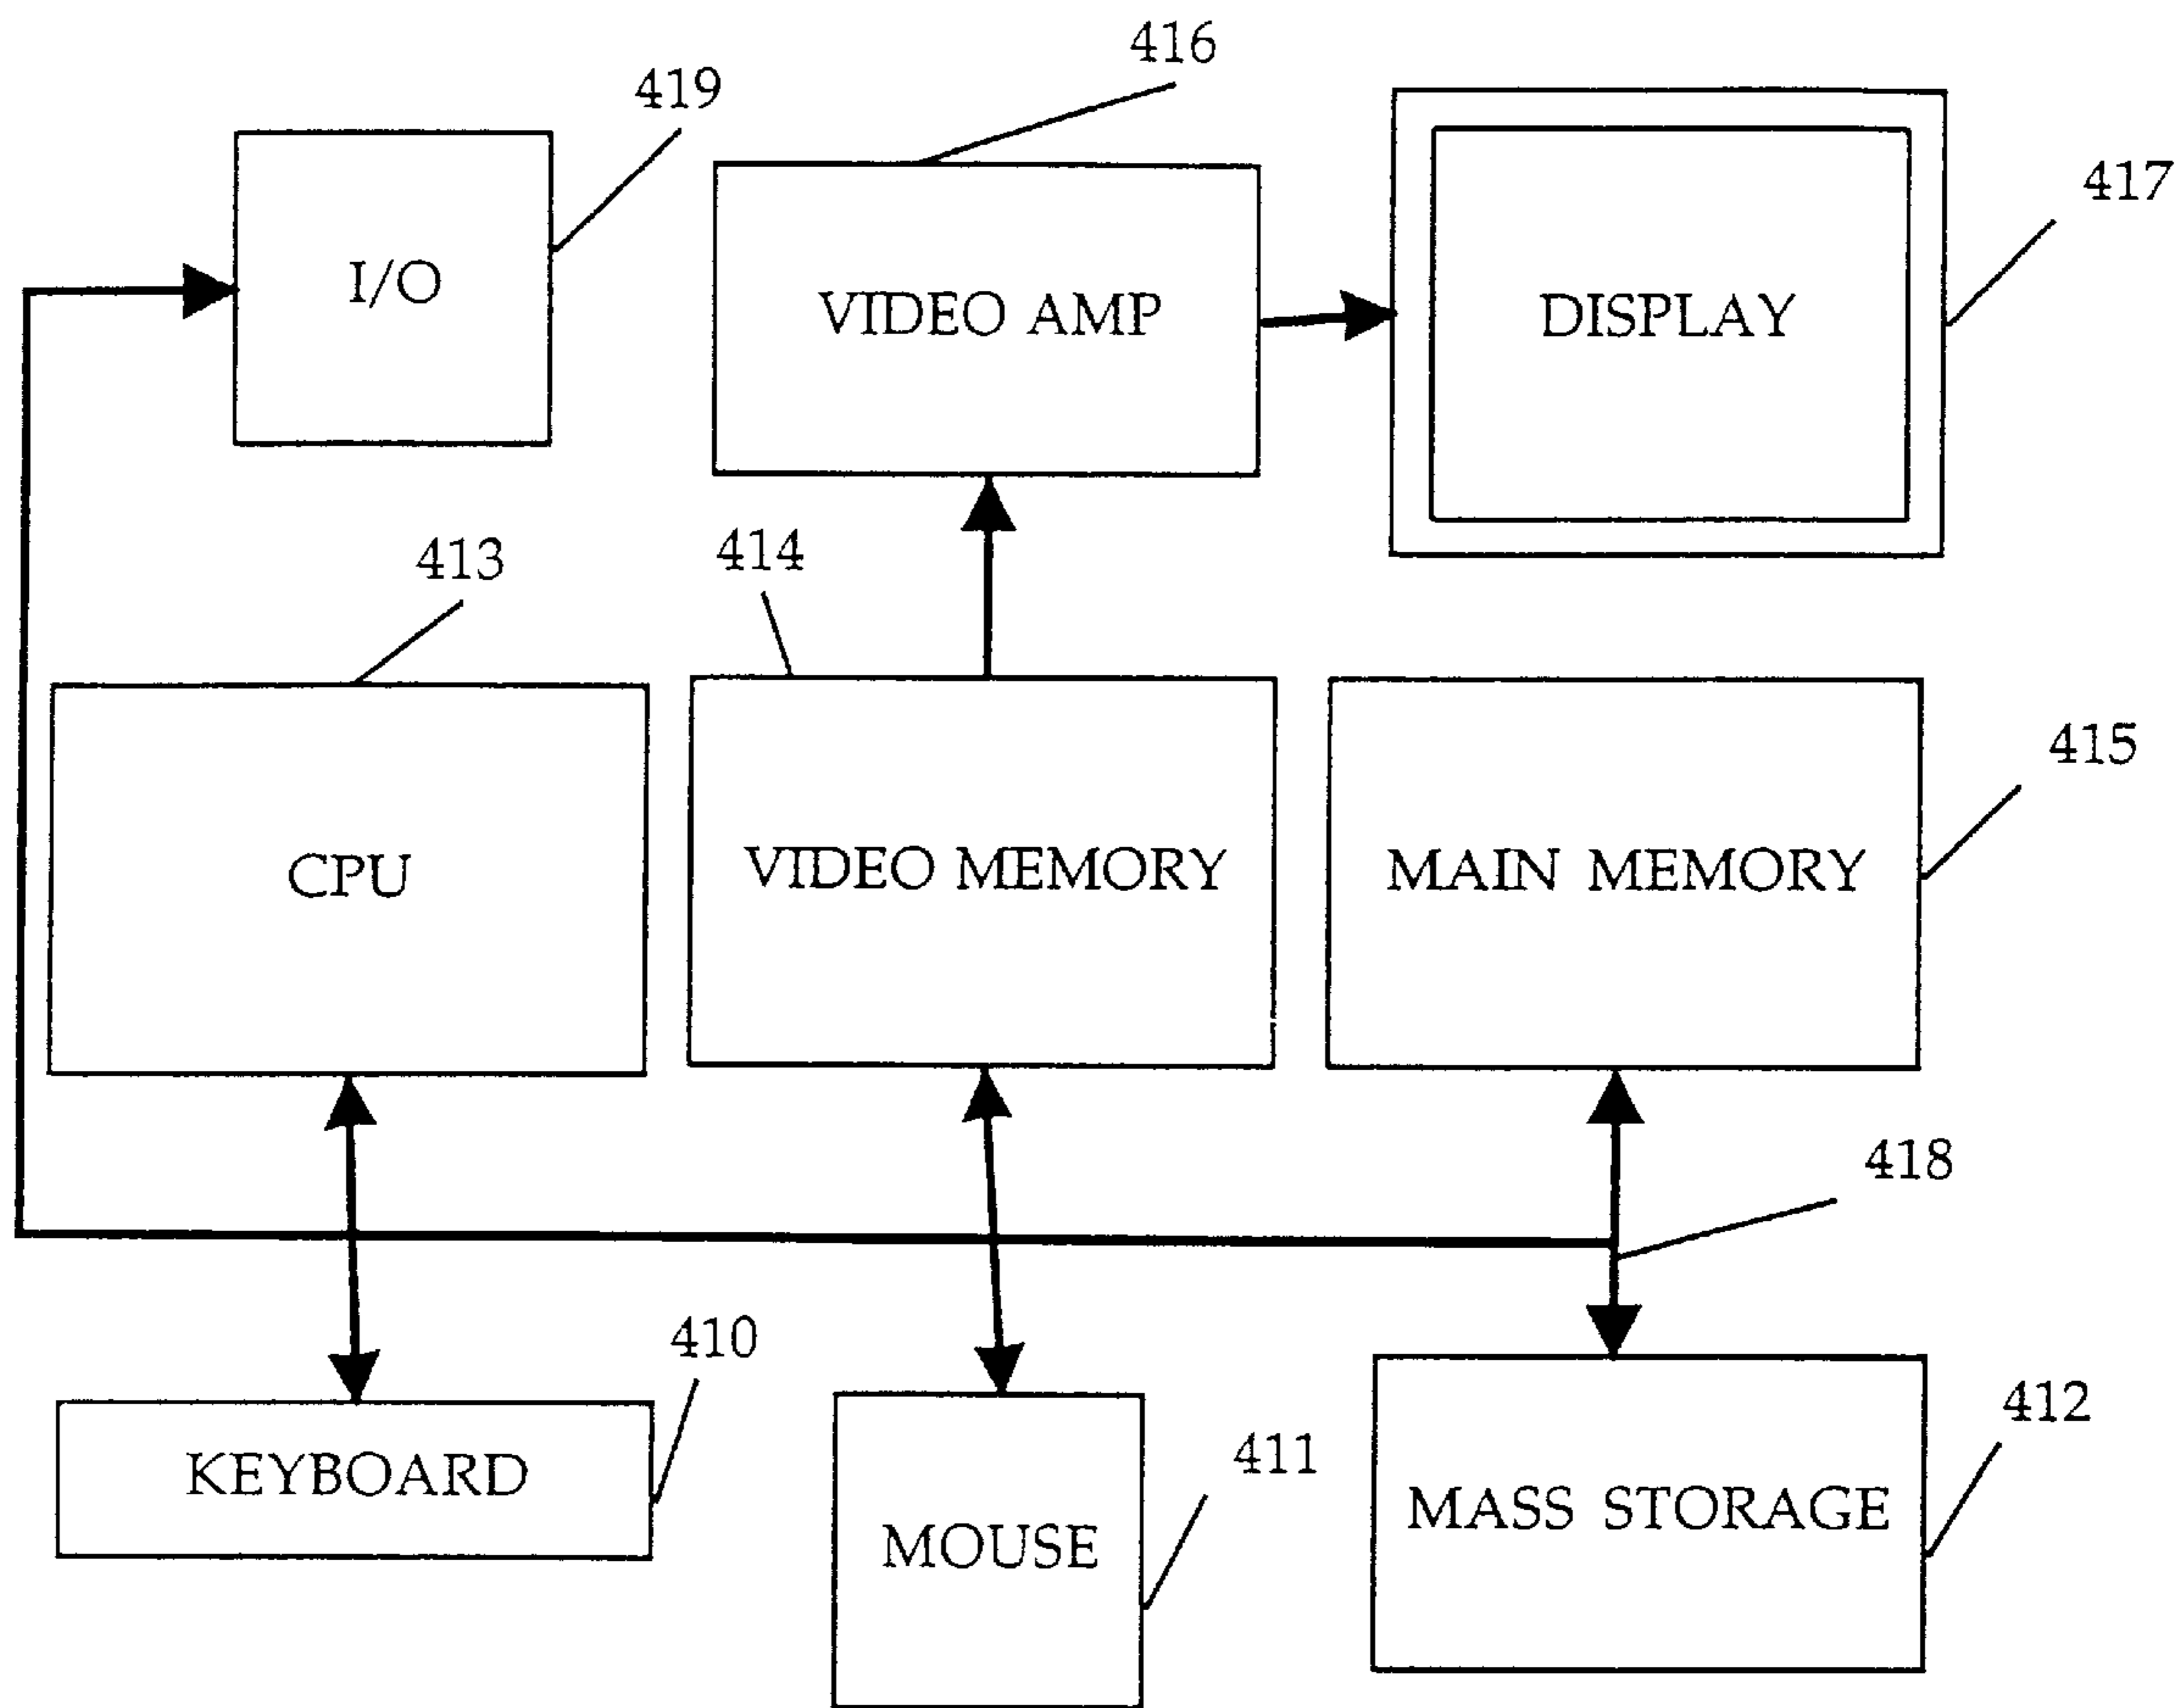 416
419
417
I/O
VIDEO AMP
DISPLAY
413
414
415
CPU
VIDEO MEMORY
MAIN MEMORY
418
410
412
411
KEYBOARD
MOUSE
MASS STORAGE